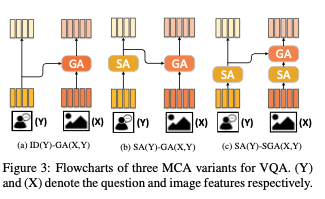 GA
SA
GA
GA
SA
SA
(Y)
(X)
(Y)
(X)
(Y)
(X)
(a) ID(Y)-GA(X,Y)
(b) SA(Y)-GA(X,Y)
(c) SA(Y)-SGA(X,Y)
Figure 3: Flowcharts of three MCA variants for VQA. (Y)
and (X) denote the question and image features respectively.